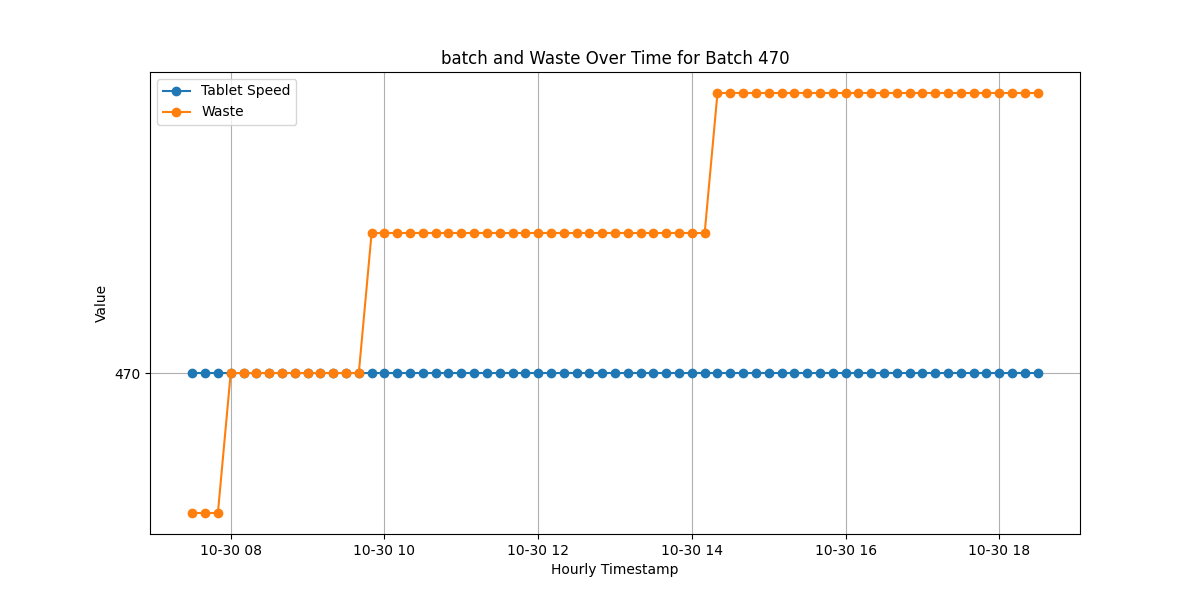 batch and Waste Over Time for Batch 470
Tablet Speed
Waste
Value
470
10-30 08
10-30 10
10-30 12
10-30 14
10-30 16
10-30 18
Hourly Timestamp